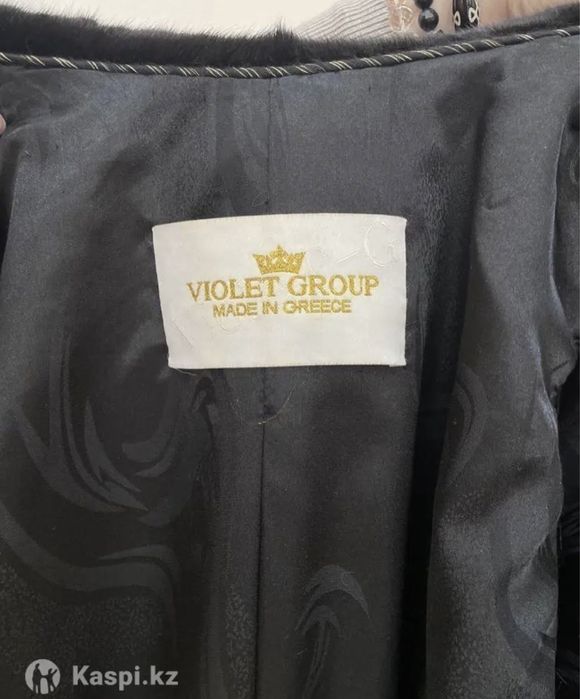 VIOLET GROUP
MADE IN GREECE
Kaspi.kz